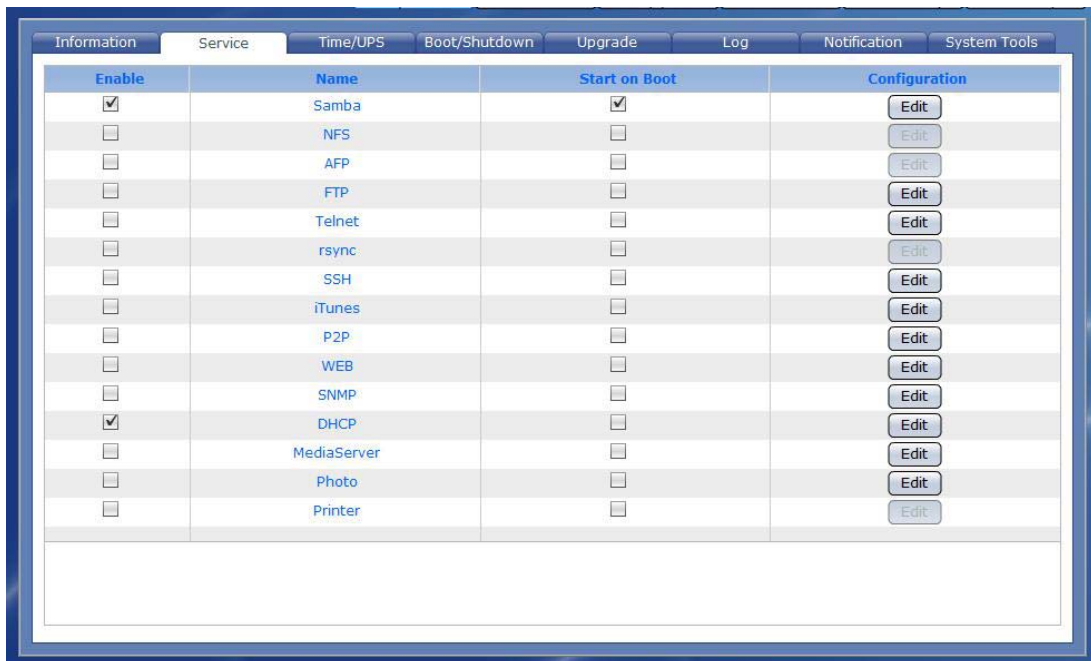 Information Service Time/UPS Boot/Shutdown Upgrade Log Notification System Tools
Enable Name Start on Boot Configuration
Samba Edit
NFS Edit
AFP Edit
FTP Edit
Telnet Edit
rsync Edit
SSH Edit
iTunes Edit
P2P Edit
WEB Edit
SNMP Edit
DHCP Edit
MediaServer Edit
Photo Edit
Printer Edit